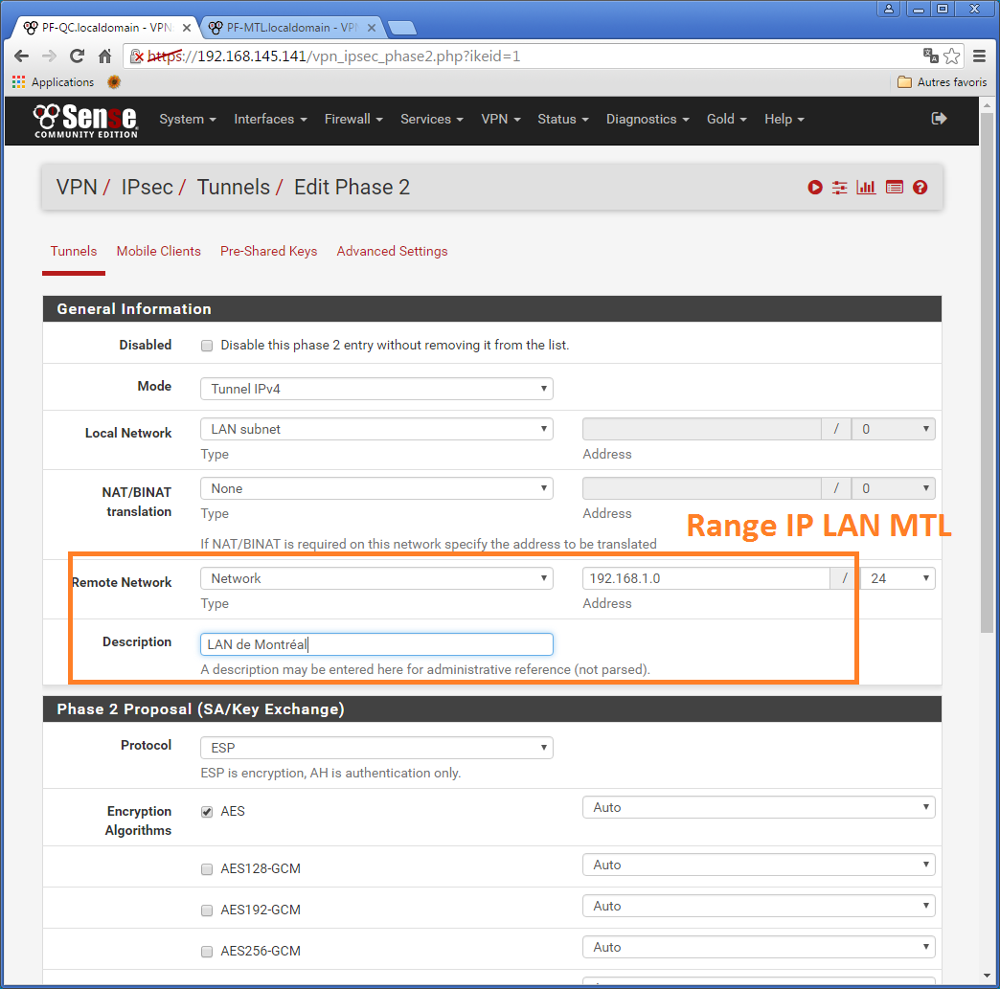 PF-QC.localdomain - VPN
PF-MTL.localdomain - VPN
https://192.168.145.141/vpn_ipsec_phase2.php?ikeid=1
Applications
Autres favoris
Sense
COMMUNITY EDITION
System Interfaces Firewall Services VPN Status Diagnostics Gold Help
VPN / IPsec / Tunnels / Edit Phase 2
Tunnels Mobile Clients Pre-Shared Keys Advanced Settings
General Information
Disabled Disable this phase 2 entry without removing it from the list.
Mode Tunnel IPv4
Local Network LAN subnet / 0
Type Address
NAT/BINAT translation None / 0
Type Address
Range IP LAN MTL
If NAT/BINAT is required on this network specify the address to be translated
Remote Network Network 192.168.1.0 / 24
Type Address
Description LAN de Montréal
A description may be entered here for administrative reference (not parsed).
Phase 2 Proposal (SA/Key Exchange)
Protocol ESP
ESP is encryption, AH is authentication only.
Encryption Algorithms AES Auto
AES128-GCM Auto
AES192-GCM Auto
AES256-GCM Auto